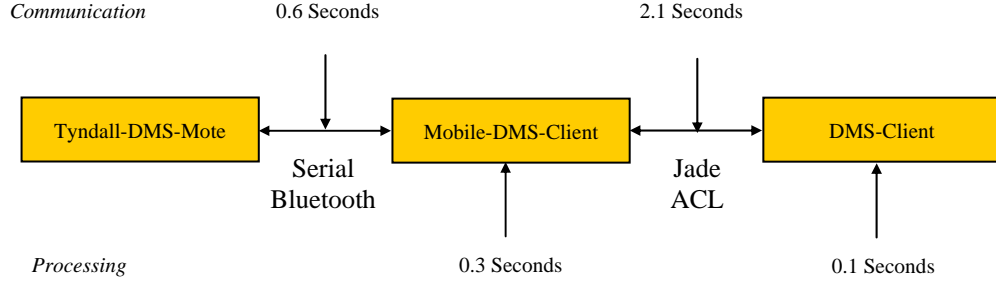 Communication
0.6 Seconds
2.1 Seconds
Tyndall-DMS-Mote
Mobile-DMS-Client
DMS-Client
Serial
Bluetooth
Jade
ACL
Processing
0.3 Seconds
0.1 Seconds